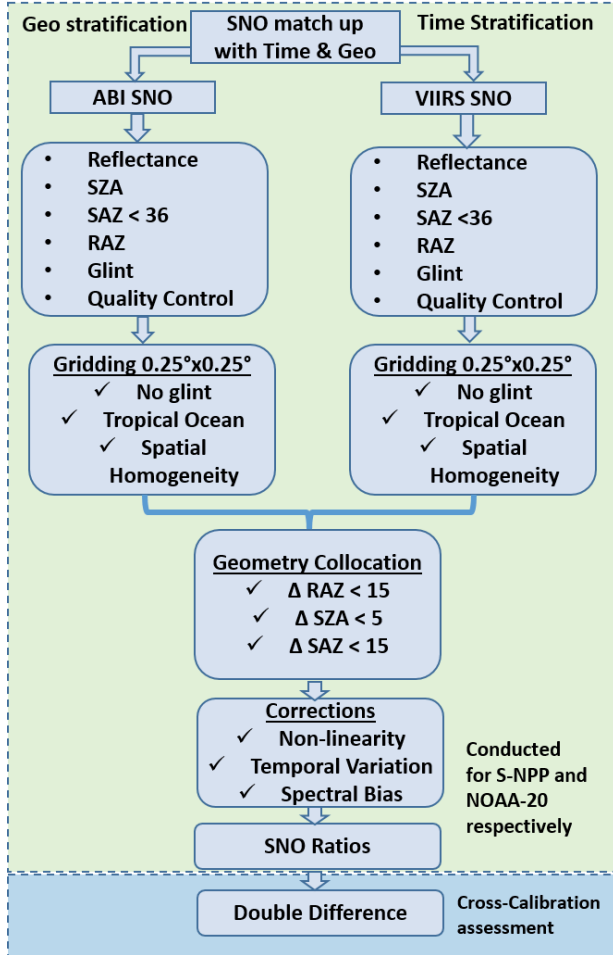 Geo stratification
SNO match up
with Time & Geo
Time Stratification
ABI SNO
VIIRS SNO
• Reflectance
• SZA
• SAZ < 36
• RAZ
• Glint
• Quality Control
• Reflectance
• SZA
• SAZ <36
• RAZ
• Glint
• Quality Control
Gridding 0.25°x0.25°
✓ No glint
✓ Tropical Ocean
✓ Spatial
Homogeneity
Gridding 0.25°x0.25°
✓ No glint
✓ Tropical Ocean
✓ Spatial
Homogeneity
Geometry Collocation
✓ Δ RAZ < 15
✓ Δ SZA < 5
✓ Δ SAZ < 15
Corrections
✓ Non-linearity
✓ Temporal Variation
✓ Spectral Bias
Conducted
for S-NPP and
NOAA-20
respectively
SNO Ratios
Double Difference
Cross-Calibration
assessment